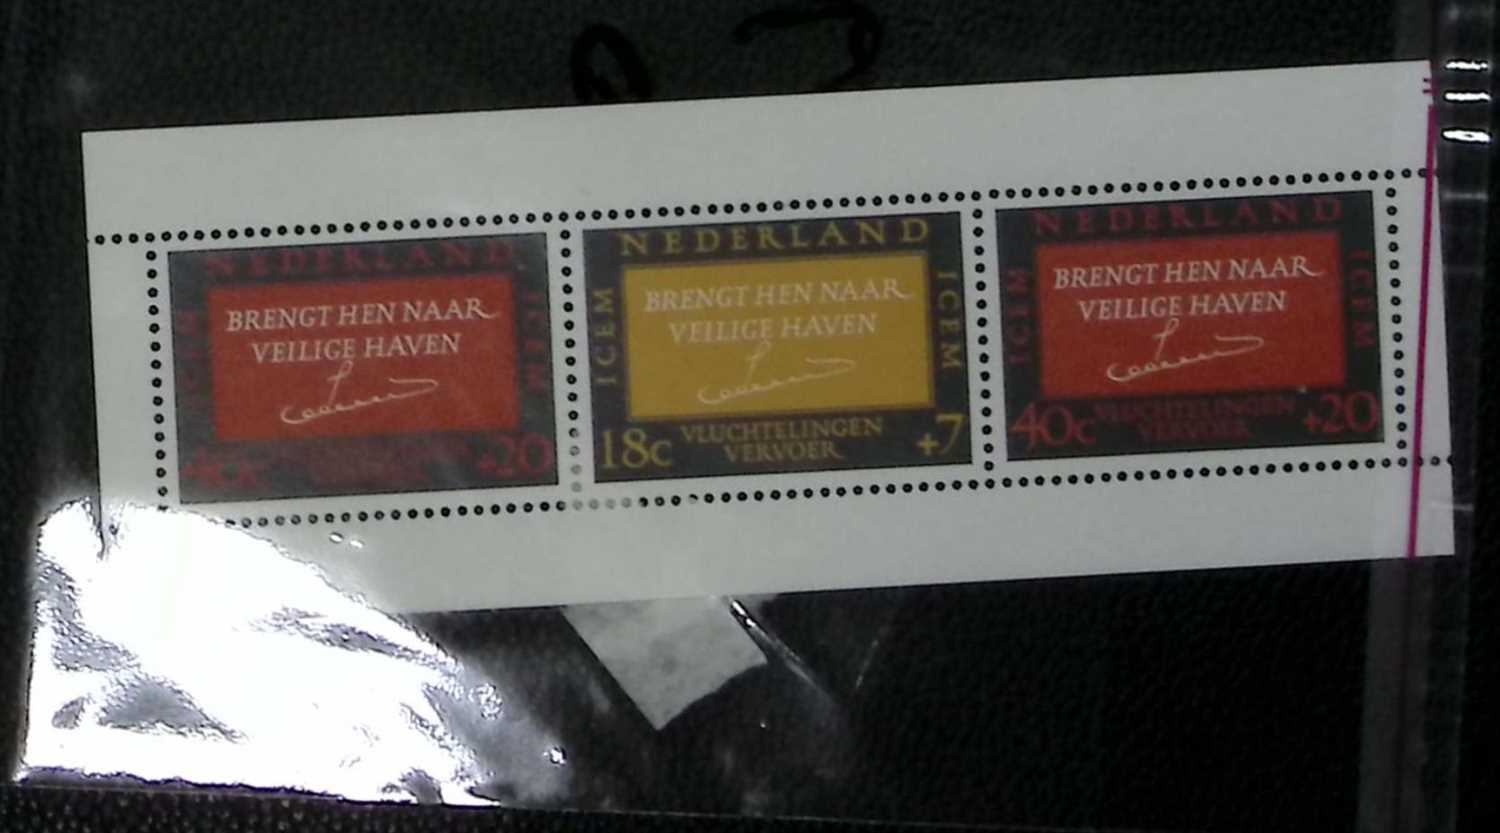 NEDERLAND
ICEM
BRENGT HEN NAAR
VEILIGE HAVEN
ICEM
+20
NEDERLAND
ICEM
BRENGT HEN NAAR
VEILIGE HAVEN
ICEM
18c VLUCHTELINGEN +7
VERVOER
NEDERLAND
ICEM
BRENGT HEN NAAR
VEILIGE HAVEN
ICEM
40c VLUCHTELINGEN +20
VERVOER